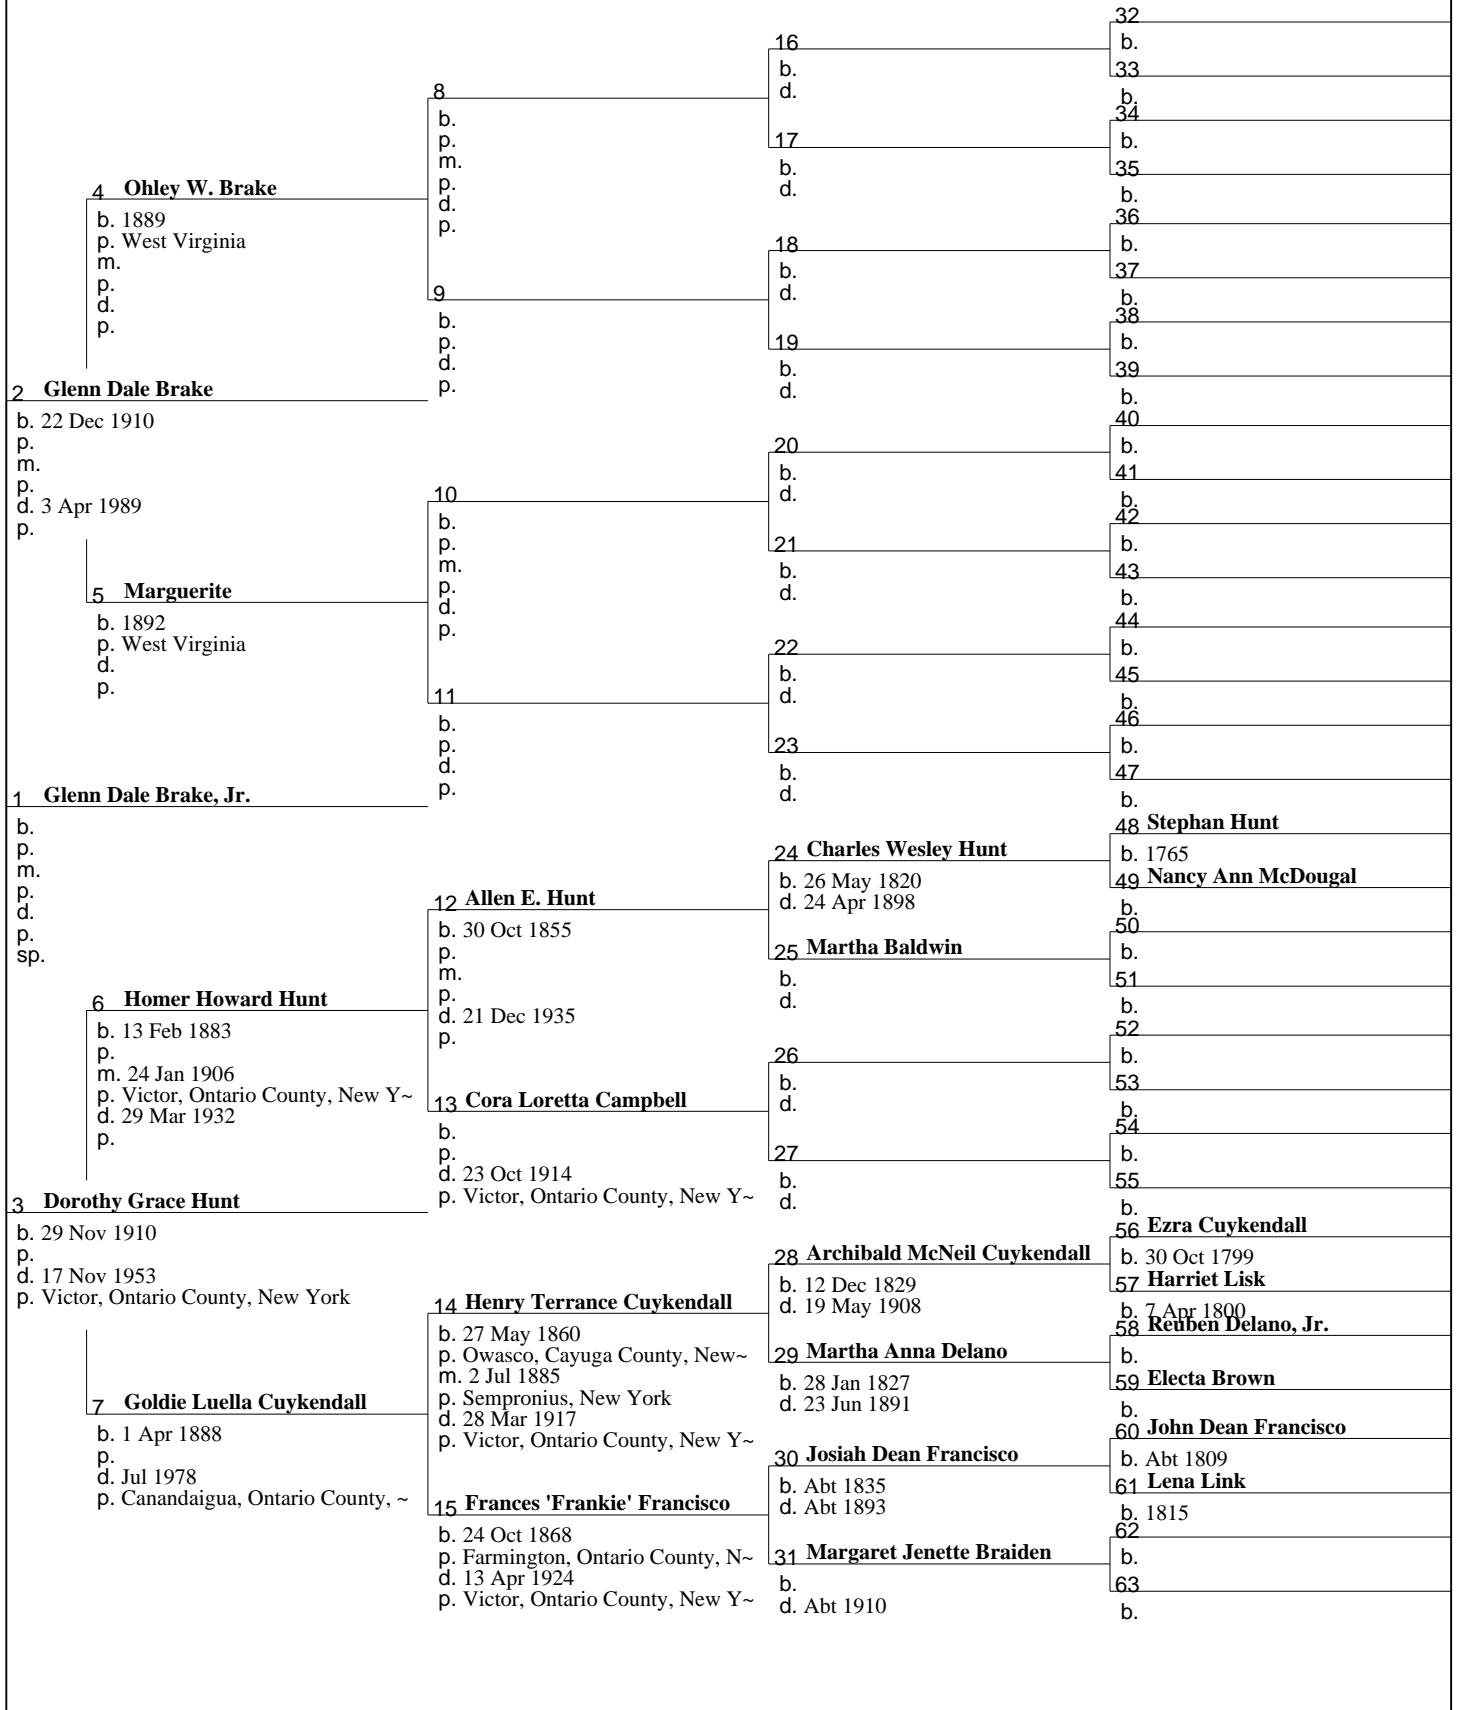 1 Glenn Dale Brake, Jr.
b.
p.
m.
p.
d.
p.
sp.
2 Glenn Dale Brake
b. 22 Dec 1910
p.
m.
p.
d. 3 Apr 1989
p.
3 Dorothy Grace Hunt
b. 29 Nov 1910
p.
d. 17 Nov 1953
p. Victor, Ontario County, New York
4 Ohley W. Brake
b. 1889
p. West Virginia
m.
p.
d.
p.
5 Marguerite
b. 1892
p. West Virginia
d.
p.
6 Homer Howard Hunt
b. 13 Feb 1883
p.
m. 24 Jan 1906
p. Victor, Ontario County, New Y~
d. 29 Mar 1932
p.
7 Goldie Luella Cuykendall
b. 1 Apr 1888
p.
d. Jul 1978
p. Canandaigua, Ontario County, ~
8
b.
p.
m.
p.
d.
p.
9
b.
p.
d.
p.
10
b.
p.
m.
p.
d.
p.
11
b.
p.
d.
p.
12 Allen E. Hunt
b. 30 Oct 1855
p.
m.
p.
d. 21 Dec 1935
p.
13 Cora Loretta Campbell
b.
p.
d. 23 Oct 1914
p. Victor, Ontario County, New Y~
14 Henry Terrance Cuykendall
b. 27 May 1860
p. Owasco, Cayuga County, New~
m. 2 Jul 1885
p. Sempronius, New York
d. 28 Mar 1917
p. Victor, Ontario County, New Y~
15 Frances 'Frankie' Francisco
b. 24 Oct 1868
p. Farmington, Ontario County, N~
d. 13 Apr 1924
p. Victor, Ontario County, New Y~
16
b.
d.
17
b.
d.
18
b.
d.
19
b.
d.
20
b.
d.
21
b.
d.
22
b.
d.
23
b.
d.
24 Charles Wesley Hunt
b. 26 May 1820
d. 24 Apr 1898
25 Martha Baldwin
b.
d.
26
b.
d.
27
b.
d.
28 Archibald McNeil Cuykendall
b. 12 Dec 1829
d. 19 May 1908
29 Martha Anna Delano
b. 28 Jan 1827
d. 23 Jun 1891
30 Josiah Dean Francisco
b. Abt 1835
d. Abt 1893
31 Margaret Jenette Braiden
b.
d. Abt 1910
32
b.
33
b.
34
b.
35
b.
36
b.
37
b.
38
b.
39
b.
40
b.
41
b.
42
b.
43
b.
44
b.
45
b.
46
b.
47
b.
48 Stephan Hunt
b. 1765
49 Nancy Ann McDougal
b.
50
b.
51
b.
52
b.
53
b.
54
b.
55
b.
56 Ezra Cuykendall
b. 30 Oct 1799
57 Harriet Lisk
b. 7 Apr 1800
58 Reuben Delano, Jr.
b.
59 Electa Brown
b.
60 John Dean Francisco
b. Abt 1809
61 Lena Link
b. 1815
62
b.
63
b.